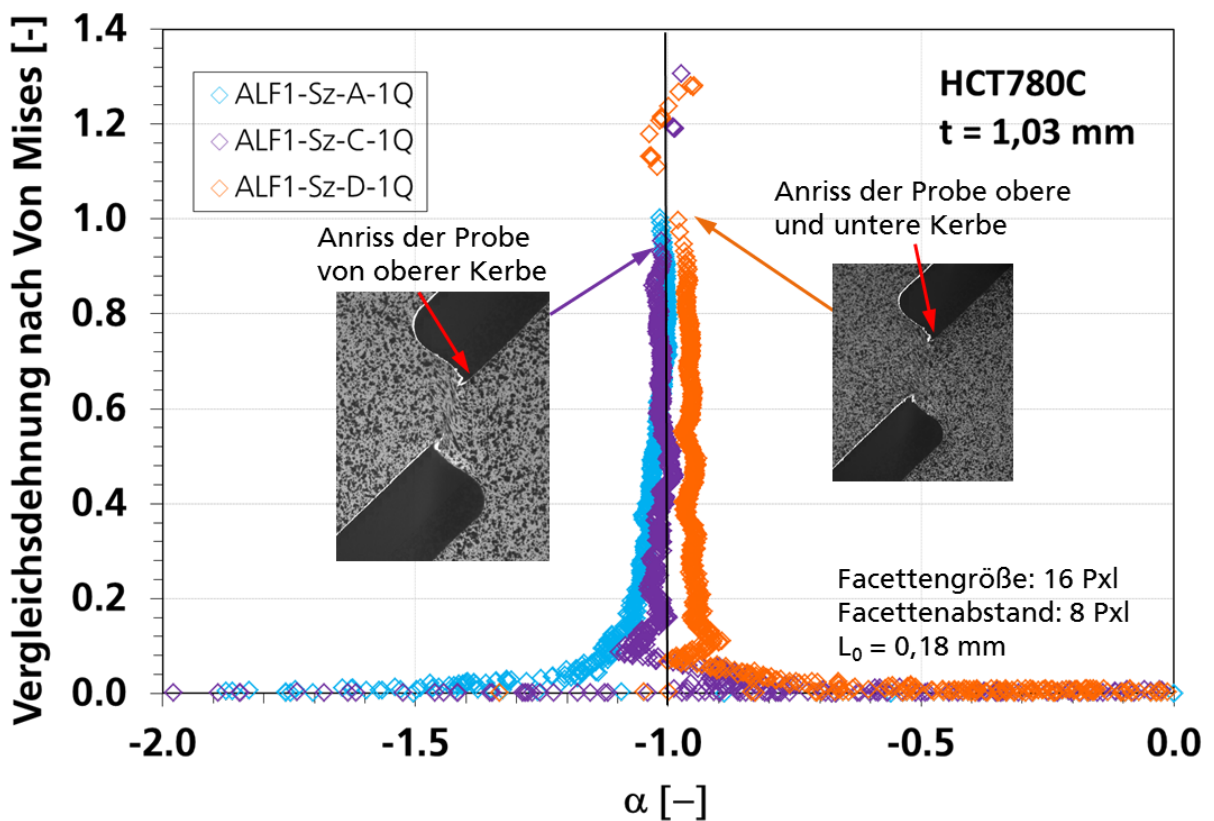 Vergleichsdehnung nach Von Mises [-]
1.4
1.2
1.0
0.8
0.6
0.4
0.2
0.0
ALF1-Sz-A-1Q
ALF1-Sz-C-1Q
ALF1-Sz-D-1Q
HCT780C
t = 1,03 mm
Anriss der Probe
von oberer Kerbe
Anriss der Probe obere
und untere Kerbe
Facettengröße: 16 Pxl
Facettenabstand: 8 Pxl
L₀ = 0,18 mm
-2.0
-1.5
-1.0
-0.5
0.0
α [–]